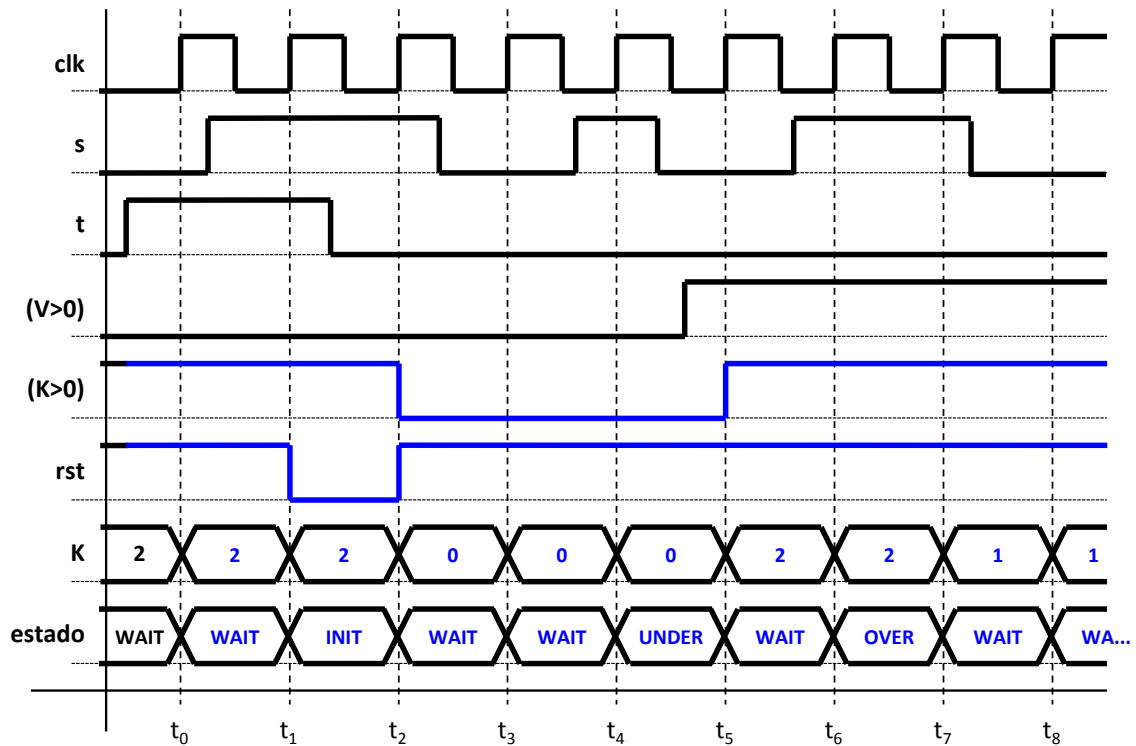 clk
s
t
(V>0)
(K>0)
rst
K 2 2 2 0 0 0 2 2 1 1
estado WAIT WAIT INIT WAIT WAIT UNDER WAIT OVER WAIT WA...
t₀ t₁ t₂ t₃ t₄ t₅ t₆ t₇ t₈